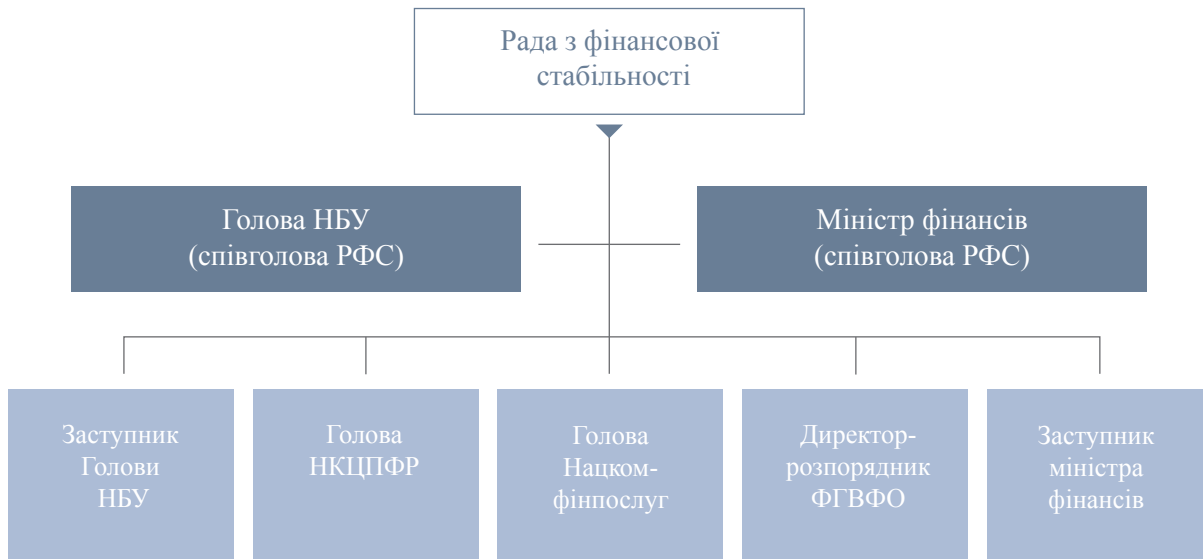 Рада з фінансової
стабільності
Голова НБУ
(співголова РФС)
Міністр фінансів
(співголова РФС)
Заступник
Голови
НБУ
Голова
НКЦПФР
Голова
Нацком-
фінпослуг
Директор-
розпорядник
ФГВФО
Заступник
міністра
фінансів